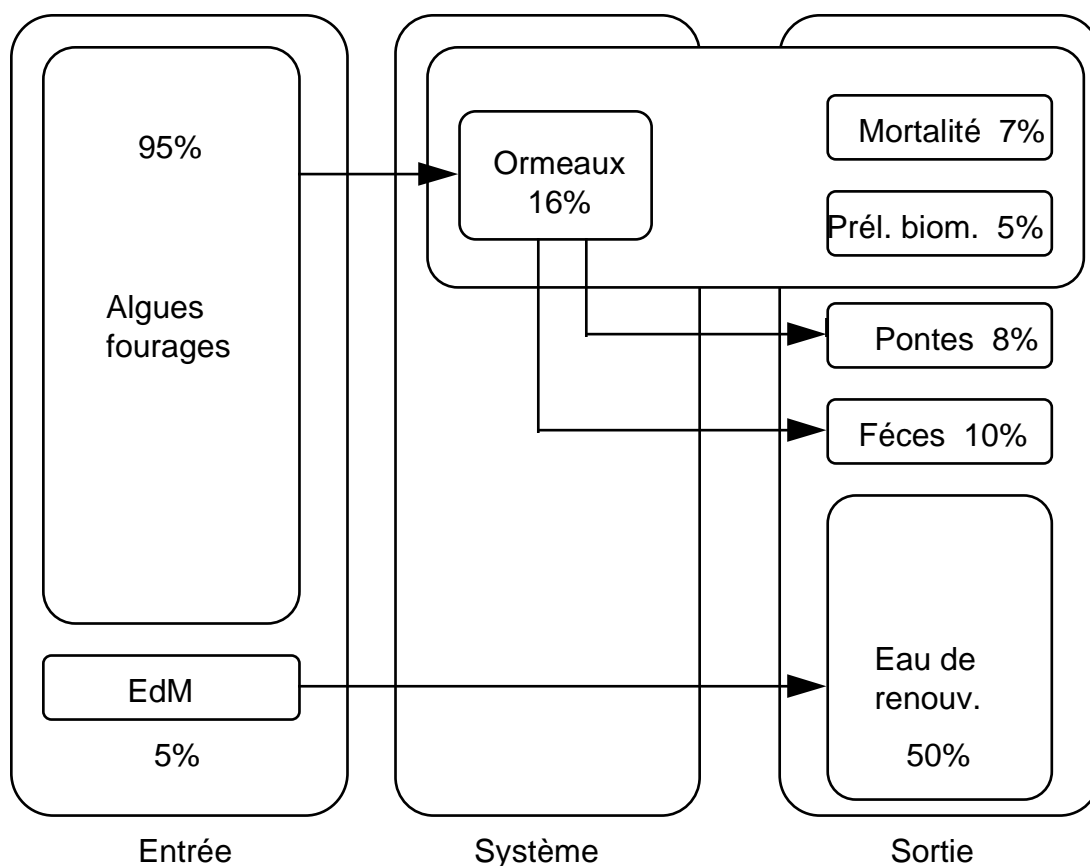 95%
Algues
fourages
EdM
5%
Entrée
Ormeaux
16%
Système
Mortalité 7%
Prél. biom. 5%
Pontes 8%
Féces 10%
Eau de
renouv.
50%
Sortie